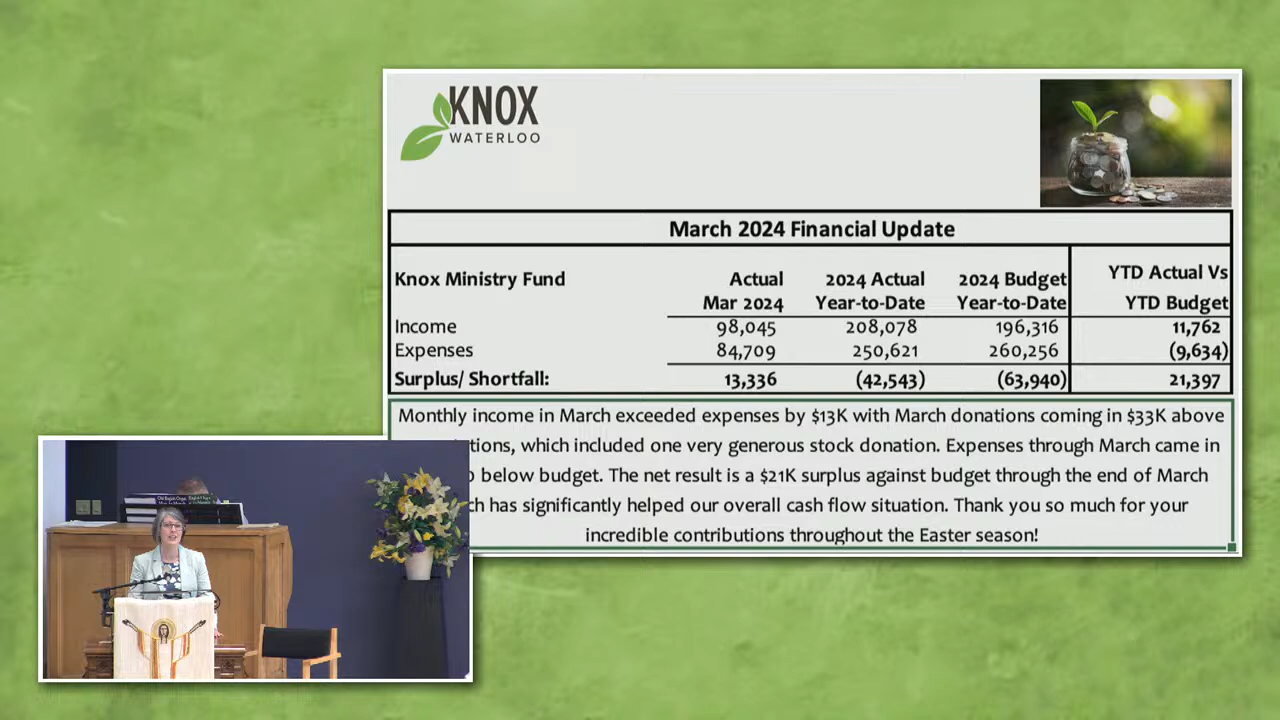 KNOX
WATERLOO
March 2024 Financial Update
Knox Ministry Fund Actual Mar 2024 2024 Actual Year-to-Date 2024 Budget Year-to-Date YTD Actual Vs YTD Budget
Income 98,045 208,078 196,316 11,762
Expenses 84,709 250,621 260,256 (9,634)
Surplus/ Shortfall: 13,336 (42,543) (63,940) 21,397
Monthly income in March exceeded expenses by $13K with March donations coming in $33K above
which included one very generous stock donation. Expenses through March came in
below budget. The net result is a $21K surplus against budget through the end of March
has significantly helped our overall cash flow situation. Thank you so much for your
incredible contributions throughout the Easter season!